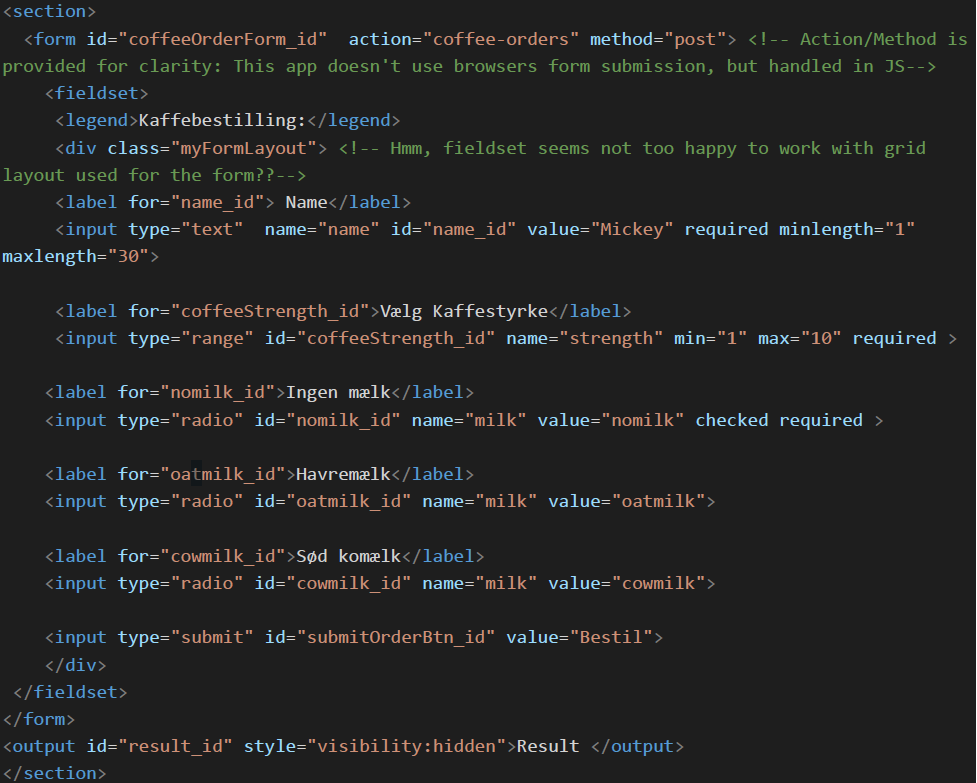 <section>
  <form id="coffeeOrderForm_id"  action="coffee-orders" method="post"> <!-- Action/Method is
provided for clarity: This app doesn't use browsers form submission, but handled in JS-->
    <fieldset>
     <legend>Kaffebestilling:</legend>
     <div class="myFormLayout"> <!-- Hmm, fieldset seems not too happy to work with grid
layout used for the form??-->
     <label for="name_id"> Name</label>
     <input type="text"  name="name" id="name_id" value="Mickey" required minlength="1"
maxlength="30">

     <label for="coffeeStrength_id">Vælg Kaffestyrke</label>
     <input type="range" id="coffeeStrength_id" name="strength" min="1" max="10" required >

    <label for="nomilk_id">Ingen mælk</label>
    <input type="radio" id="nomilk_id" name="milk" value="nomilk" checked required >

    <label for="oatmilk_id">Havremælk</label>
    <input type="radio" id="oatmilk_id" name="milk" value="oatmilk">

    <label for="cowmilk_id">Sød komælk</label>
    <input type="radio" id="cowmilk_id" name="milk" value="cowmilk">

    <input type="submit" id="submitOrderBtn_id" value="Bestil">
    </div>
 </fieldset>
</form>
<output id="result_id" style="visibility:hidden">Result </output>
</section>